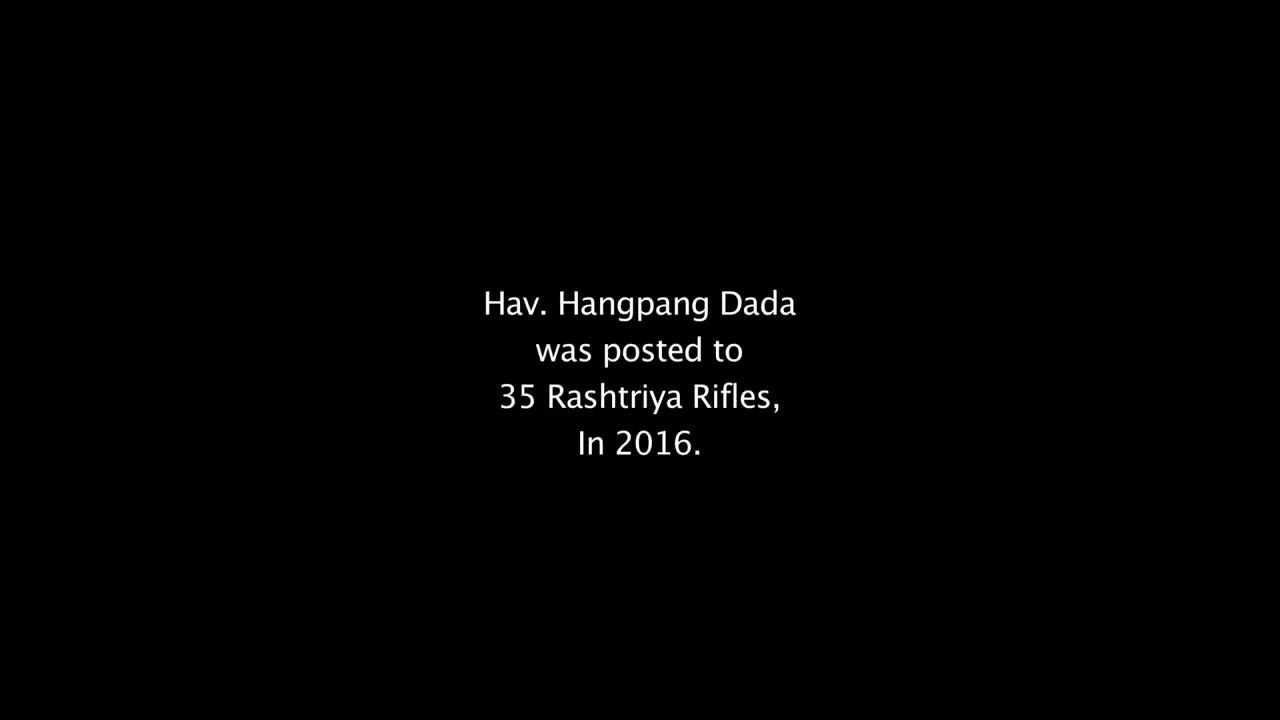 Hav. Hangpang Dada
was posted to
35 Rashtriya Rifles,
In 2016.